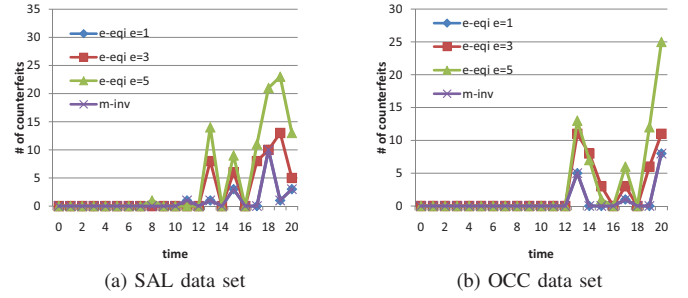 # of counterfeits
35
30
25
20
15
10
5
0
e-eqi e=1
e-eqi e=3
e-eqi e=5
m-inv
0 2 4 6 8 10 12 14 16 18 20
time
(a) SAL data set
# of counterfeits
30
25
20
15
10
5
0
e-eqi e=1
e-eqi e=3
e-eqi e=5
m-inv
0 2 4 6 8 10 12 14 16 18 20
time
(b) OCC data set